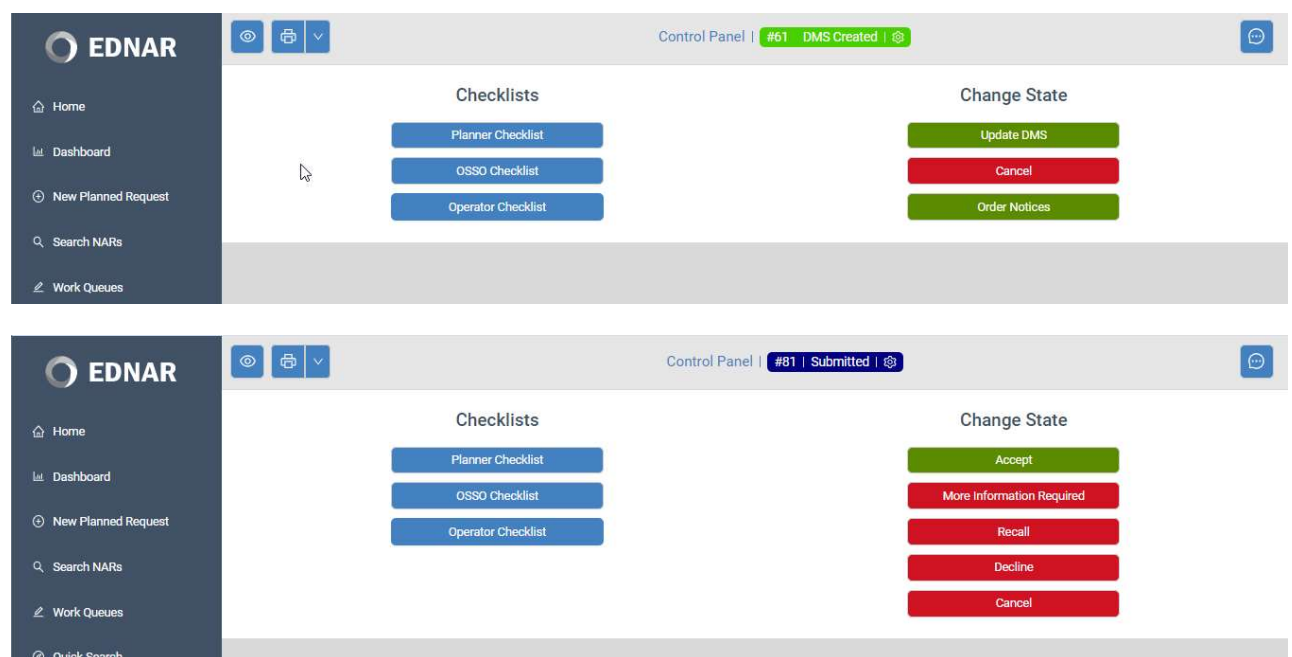 EDNAR
Control Panel | #61 DMS Created |
Home
Dashboard
New Planned Request
Search NARs
Work Queues
Checklists
Planner Checklist
OSSO Checklist
Operator Checklist
Change State
Update DMS
Cancel
Order Notices
EDNAR
Control Panel | #81 | Submitted |
Home
Dashboard
New Planned Request
Search NARs
Work Queues
Quick Search
Checklists
Planner Checklist
OSSO Checklist
Operator Checklist
Change State
Accept
More Information Required
Recall
Decline
Cancel